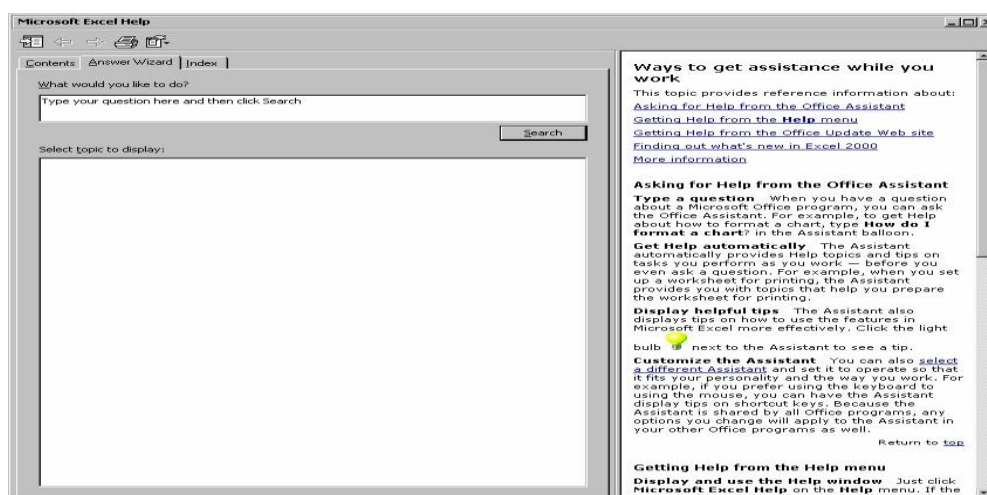 Microsoft Excel Help
Contents Answer Wizard Index
What would you like to do?
Type your question here and then click Search
Search
Select topic to display:
Ways to get assistance while you
work
This topic provides reference information about:
Asking for Help from the Office Assistant
Getting Help from the Help menu
Getting Help from the Office Update Web site
Finding out what's new in Excel 2000
More information
Asking for Help from the Office Assistant
Type a question When you have a question
about a Microsoft Office program, you can ask
the Office Assistant. For example, to get Help
about how to format a chart, type How do I
format a chart? in the Assistant balloon.
Get Help automatically The Assistant
automatically provides Help topics and tips on
tasks you perform as you work — before you
even ask a question. For example, when you set
up a worksheet for printing, the Assistant
provides you with topics that help you prepare
the worksheet for printing.
Display helpful tips The Assistant also
displays tips on how to use the features in
Microsoft Excel more effectively. Click the light
bulb next to the Assistant to see a tip.
Customize the Assistant You can also select
a different Assistant and set it to operate so that
it fits your personality and the way you work. For
example, if you prefer using the keyboard to
using the mouse, you can have the Assistant
display tips on shortcut keys. Because the
Assistant is shared by all Office programs, any
options you change will apply to the Assistant in
your other Office programs as well.
Return to top
Getting Help from the Help menu
Display and use the Help window Just click
Microsoft Excel Help on the Help menu. If the